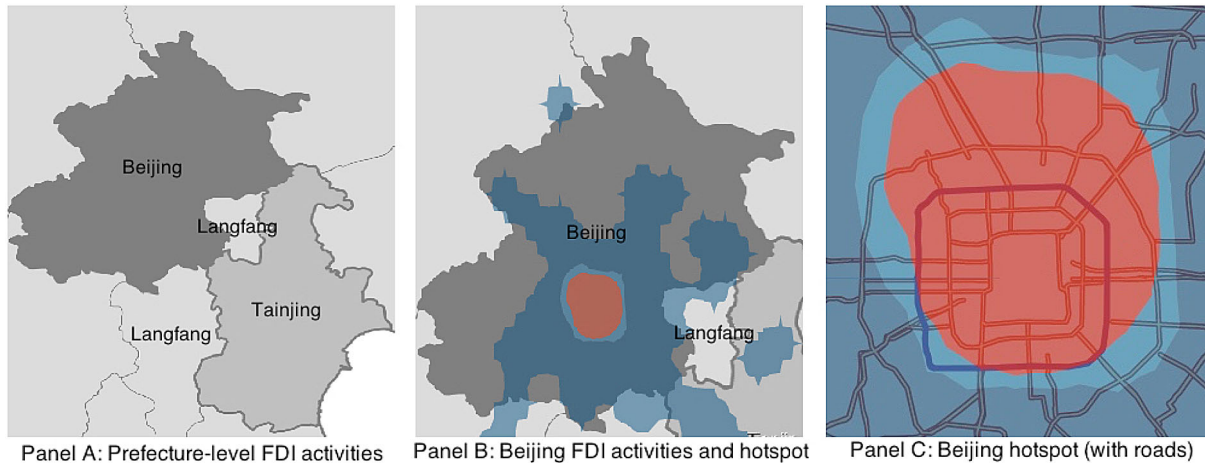 Beijing
Langfang
Langfang
Tainjing
Panel A: Prefecture-level FDI activities
Beijing
Langfang
Panel B: Beijing FDI activities and hotspot
Panel C: Beijing hotspot (with roads)